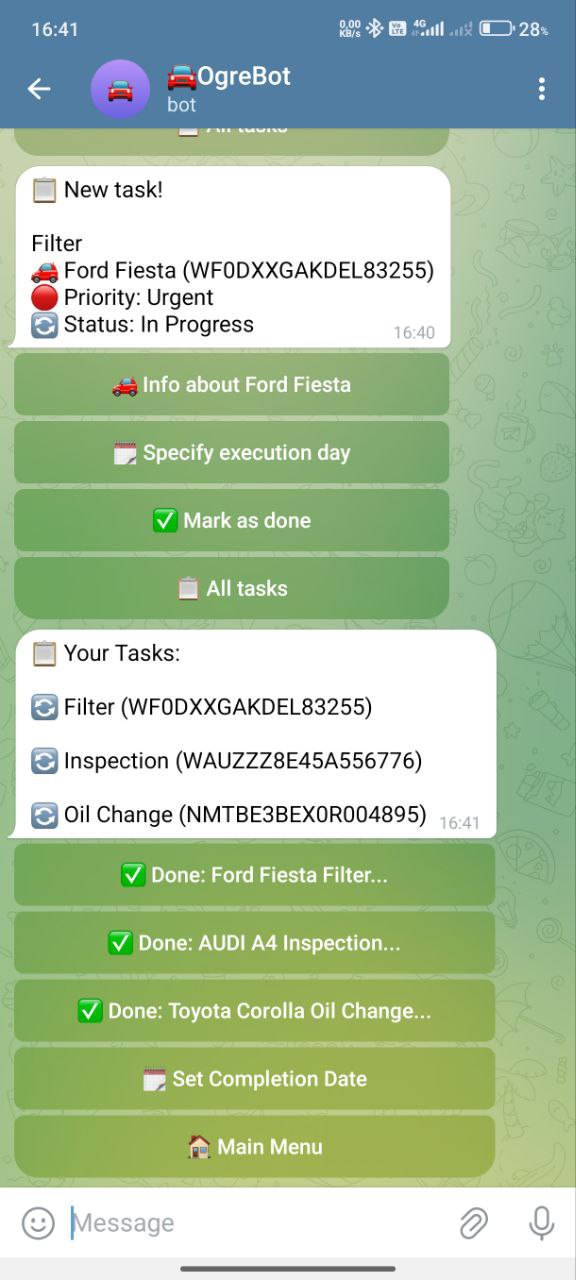 16:41
0,00
KB/s
Vo
LTE
4G
28%
OgreBot
bot
All tasks
New task!
Filter
Ford Fiesta (WF0DXXGAKDEL83255)
Priority: Urgent
Status: In Progress
16:40
Info about Ford Fiesta
Specify execution day
Mark as done
All tasks
Your Tasks:
Filter (WF0DXXGAKDEL83255)
Inspection (WAUZZZ8E45A556776)
Oil Change (NMTBE3BEX0R004895)
16:41
Done: Ford Fiesta Filter...
Done: AUDI A4 Inspection...
Done: Toyota Corolla Oil Change...
Set Completion Date
Main Menu
Message